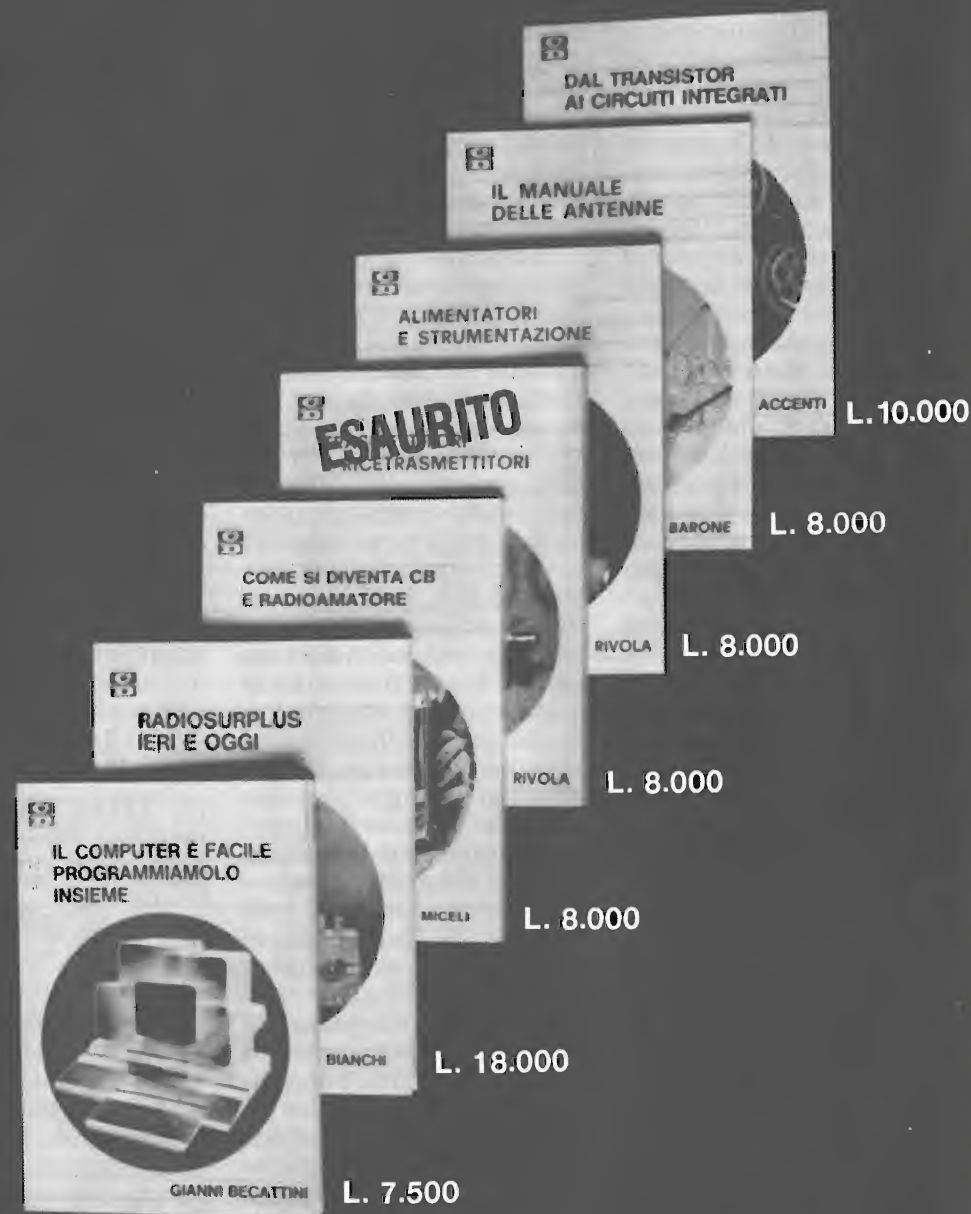 DAL TRANSISTOR
AI CIRCUITI INTEGRATI
ACCENTI
L. 10.000
IL MANUALE
DELLE ANTENNE
BARONE
L. 8.000
ALIMENTATORI
E STRUMENTAZIONE
RIVOLA
L. 8.000
ESAURITO
RICETRASMETTITORI
RIVOLA
L. 8.000
COME SI DIVENTA CB
E RADIOAMATORE
MICELI
L. 8.000
RADIOSURPLUS
IERI E OGGI
BIANCHI
L. 18.000
IL COMPUTER È FACILE
PROGRAMMIAMOLO
INSIEME
GIANNI BECATTINI
L. 7.500